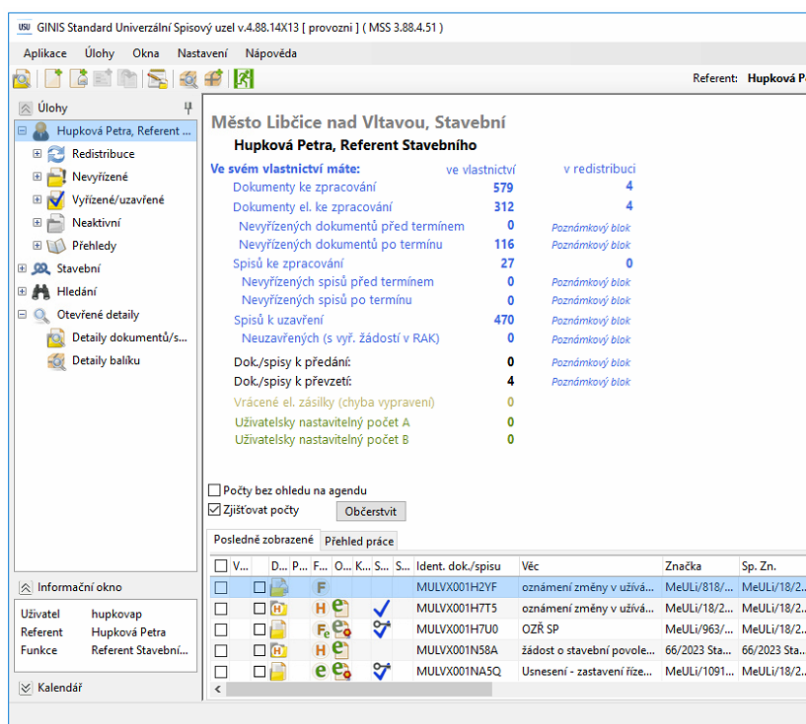 USU GINIS Standard Univerzální Spisový uzel v.4.88.14X13 [ provozni ] ( MSS 3.88.4.51 )
Aplikace Úlohy Okna Nastavení Nápověda
Referent: Hupková P
Úlohy
Hupková Petra, Referent ...
Redistribuce
Nevyřízené
Vyřízené/uzavřené
Neaktivní
Přehledy
Stavební
Hledání
Otevřené detaily
Detaily dokumentů/s...
Detaily balíku
Informační okno
Uživatel hupkovap
Referent Hupková Petra
Funkce Referent Stavební...
Kalendář
Město Libčice nad Vltavou, Stavební
Hupková Petra, Referent Stavebního
Ve svém vlastnictví máte: ve vlastnictví v redistribuci
Dokumenty ke zpracování 579 4
Dokumenty el. ke zpracování 312 4
Nevyřízených dokumentů před termínem 0 Poznámkový blok
Nevyřízených dokumentů po termínu 116 Poznámkový blok
Spisů ke zpracování 27 0
Nevyřízených spisů před termínem 0 Poznámkový blok
Nevyřízených spisů po termínu 0 Poznámkový blok
Spisů k uzavření 470 Poznámkový blok
Neuzavřených (s vyř. žádostí v RAK) 0 Poznámkový blok
Dok./spisy k předání: 0 Poznámkový blok
Dok./spisy k převzetí: 4 Poznámkový blok
Vrácené el. zásilky (chyba vypravení) 0
Uživatelsky nastavitelný počet A 0
Uživatelsky nastavitelný počet B 0
Počty bez ohledu na agendu
Zjišťovat počty Občerstvit
Posledně zobrazené Přehled práce
V... D... P... F... O... K... S... S... Ident. dok./spisu Věc Značka Sp. Zn.
F MULVX001H2YF oznámení změny v užívá... MeULi/818/... MeULi/18/2...
H H e MULVX001H7T5 oznámení změny v užívá... MeULi/18/2... MeULi/18/2...
Fe e MULVX001H7U0 OZŘ SP MeULi/963/... MeULi/18/2...
H H e MULVX001N58A žádost o stavební povole... 66/2023 Sta... 66/2023 Sta...
e e MULVX001NA5Q Usnesení - zastavení říze... MeULi/1091... MeULi/18/2...